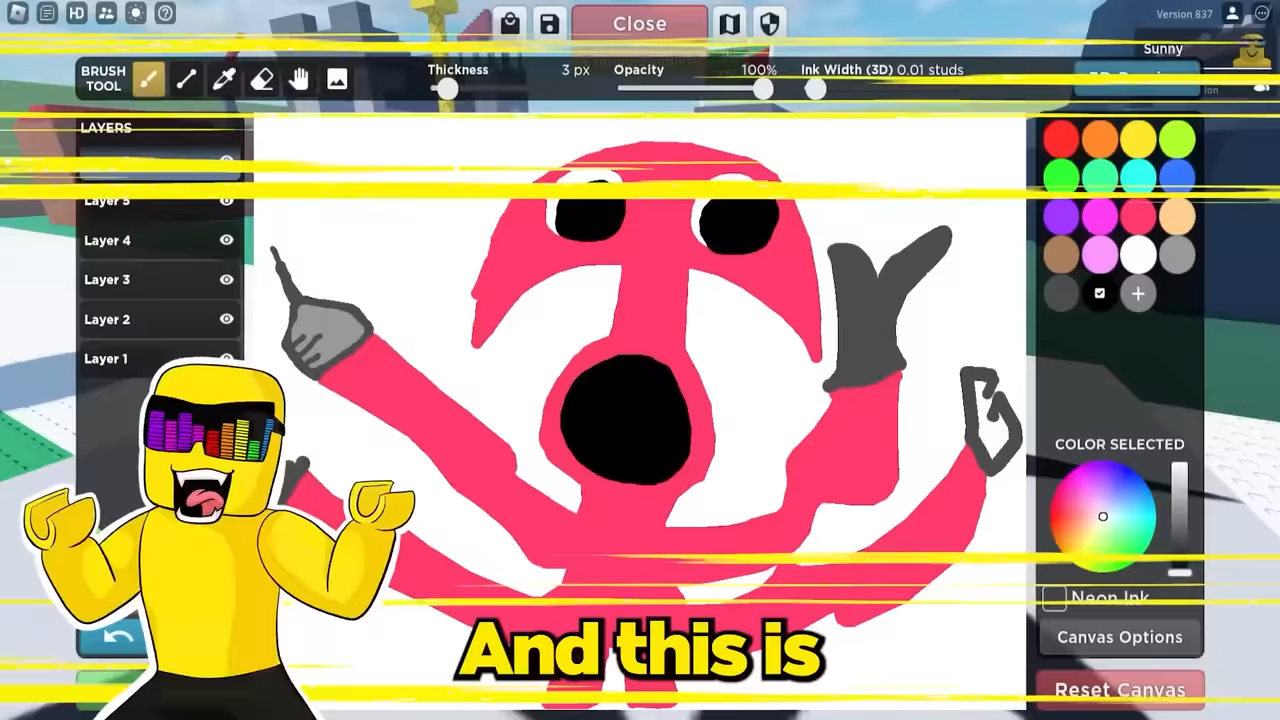 HD
Close
Version 837
Sunny
BRUSH
TOOL
Thickness
3 px
Opacity
100%
Ink Width (3D) 0.01 studs
LAYERS
Layer 5
Layer 4
Layer 3
Layer 2
Layer 1
COLOR SELECTED
Neon Ink
Canvas Options
Reset Canvas
And this is